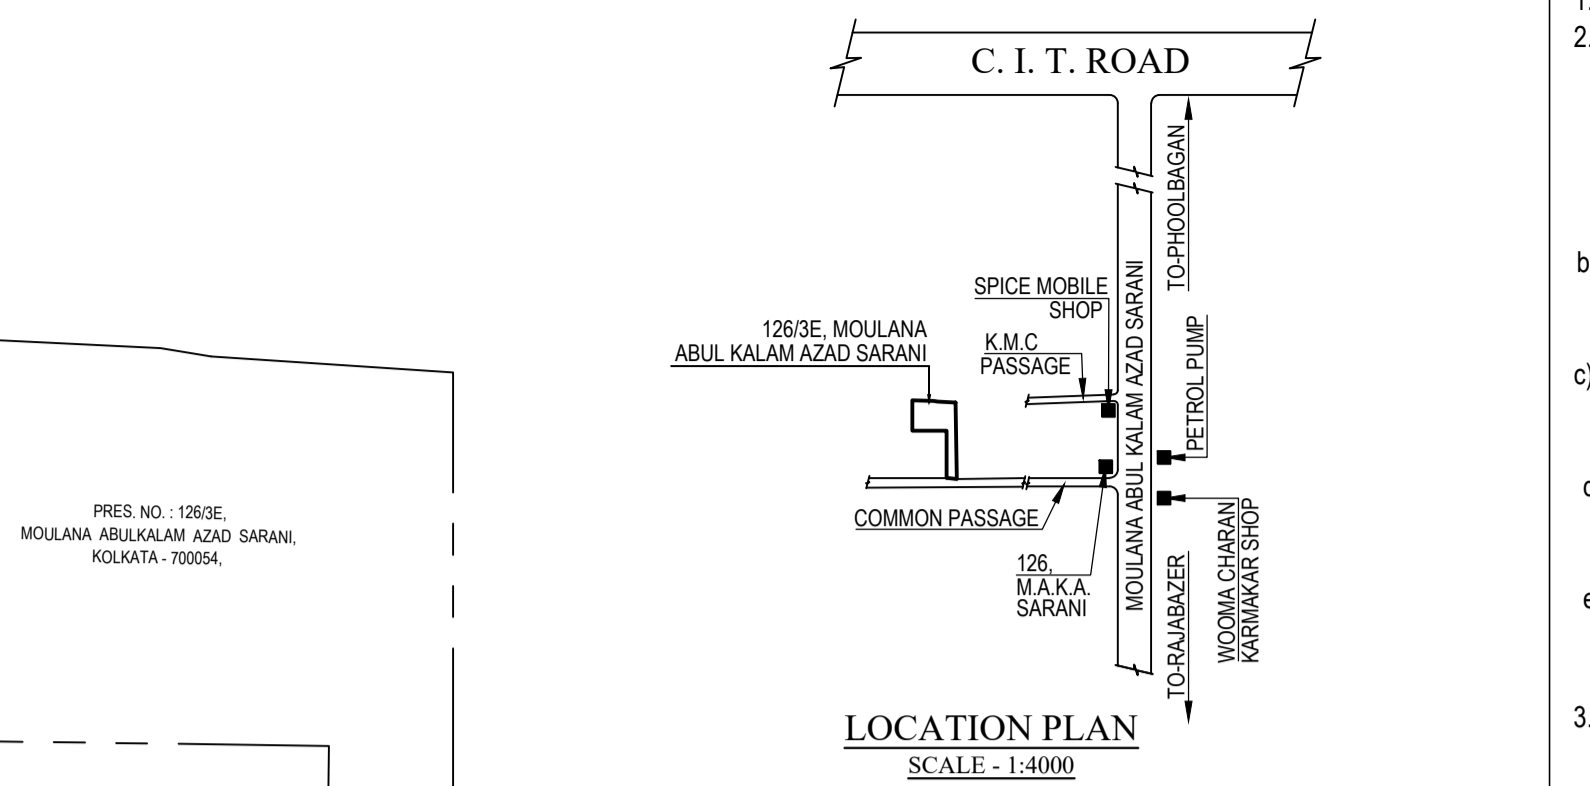 1.
2.
C. I. T. ROAD
TO-PHOOLBAGAN
b
SPICE MOBILE
SHOP
126/3E, MOULANA
ABUL KALAM AZAD SARANI
K.M.C
PASSAGE
MOULANA ABUL KALAM AZAD SARANI
PETROL PUMP
c)
PRES. NO. : 126/3E,
MOULANA ABULKALAM AZAD SARANI,
KOLKATA - 700054,
COMMON PASSAGE
126,
M.A.K.A.
SARANI
WOOMA CHARAN
KARMAKAR SHOP
TO-RAJABAZER
e
3.
LOCATION PLAN
SCALE - 1:4000